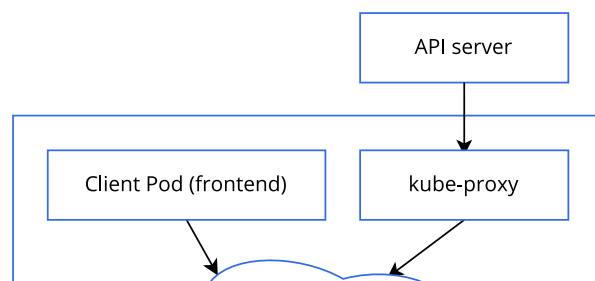 API server
Client Pod (frontend)
kube-proxy